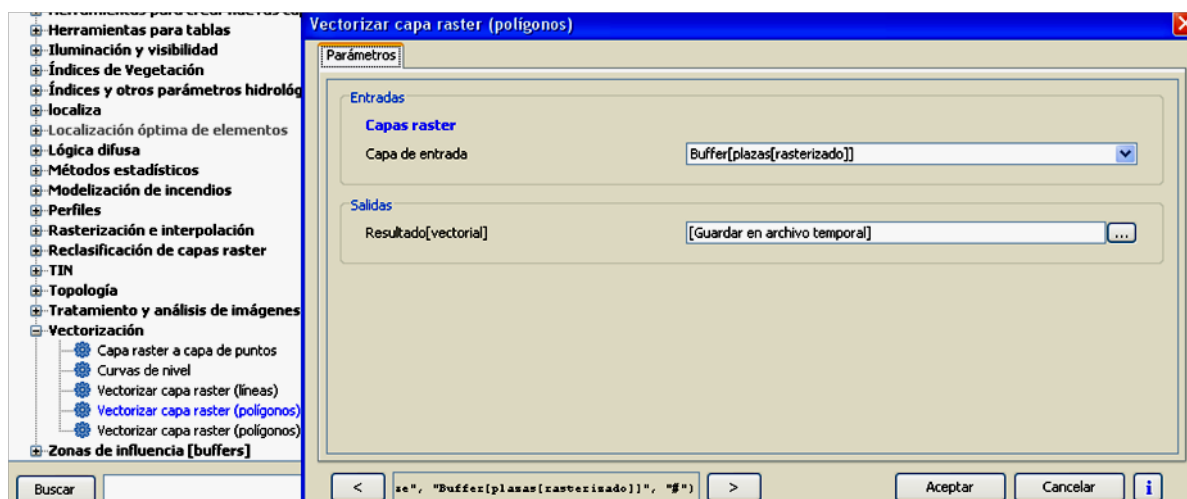 Herramientas para tablas
Iluminación y visibilidad
Índices de Vegetación
Índices y otros parámetros hidrológ
localiza
Localización óptima de elementos
Lógica difusa
Métodos estadísticos
Modelización de incendios
Perfiles
Rasterización e interpolación
Reclasificación de capas raster
TIN
Topología
Tratamiento y análisis de imágenes
Vectorización
Capa raster a capa de puntos
Curvas de nivel
Vectorizar capa raster (líneas)
Vectorizar capa raster (polígonos)
Vectorizar capa raster (polígonos)
Zonas de influencia [buffers]
Buscar
Vectorizar capa raster (polígonos)
Parámetros
Entradas
Capas raster
Capa de entrada
Buffer[plazas[rasterizado]]
Salidas
Resultado[vectorial]
[Guardar en archivo temporal]
...
< se", "Buffer[plazas[rasterizado]]", "#") >
Aceptar
Cancelar
i